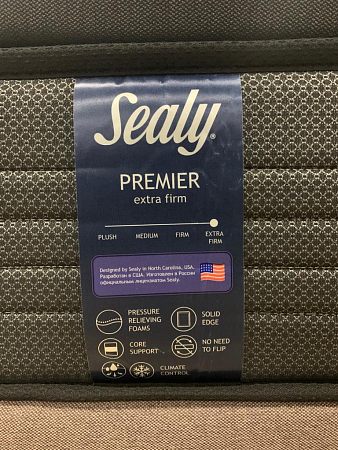 Sealy®
PREMIER
extra firm
PLUSH MEDIUM FIRM EXTRA FIRM
Designed by Sealy in North Carolina, USA.
Разработан в США. Изготовлен в России
официальным лицензиатом Sealy.
PRESSURE
RELIEVING
FOAMS
SOLID
EDGE
CORE
SUPPORT
NO NEED
TO FLIP
CLIMATE
CONTROL